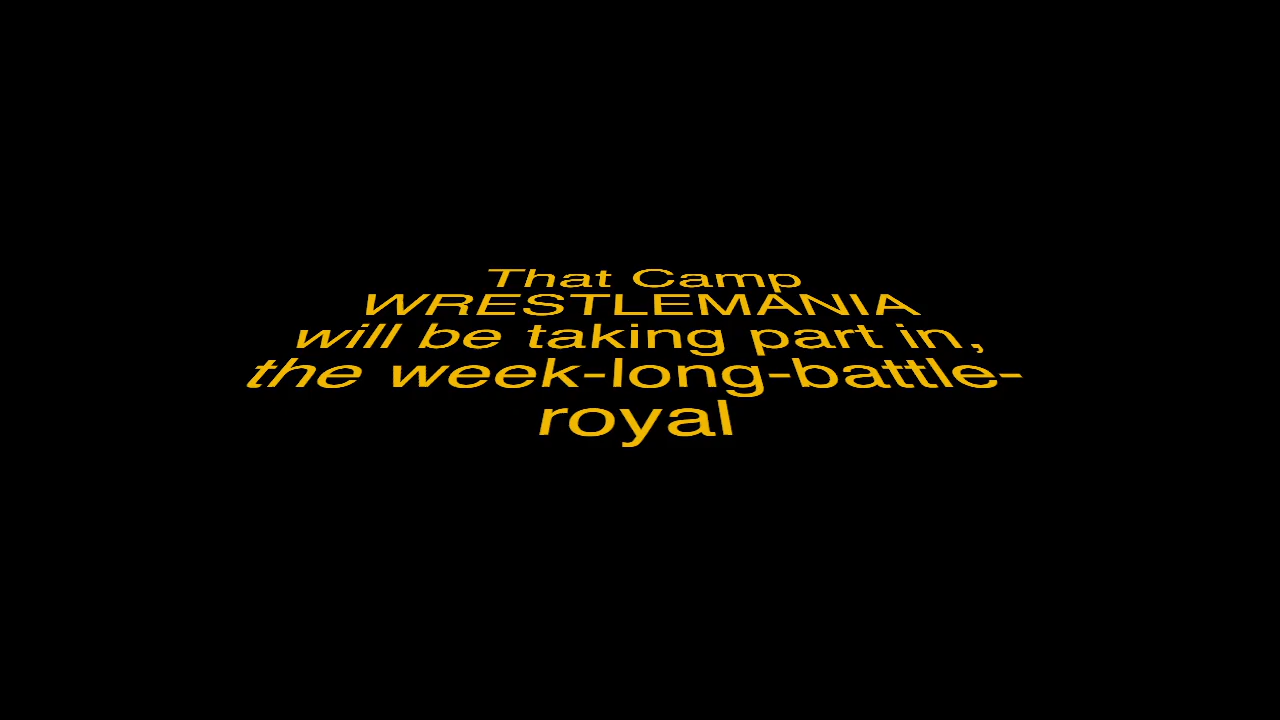 That Camp
WRESTLEMANIA
will be taking part in,
the week-long-battle-
royal